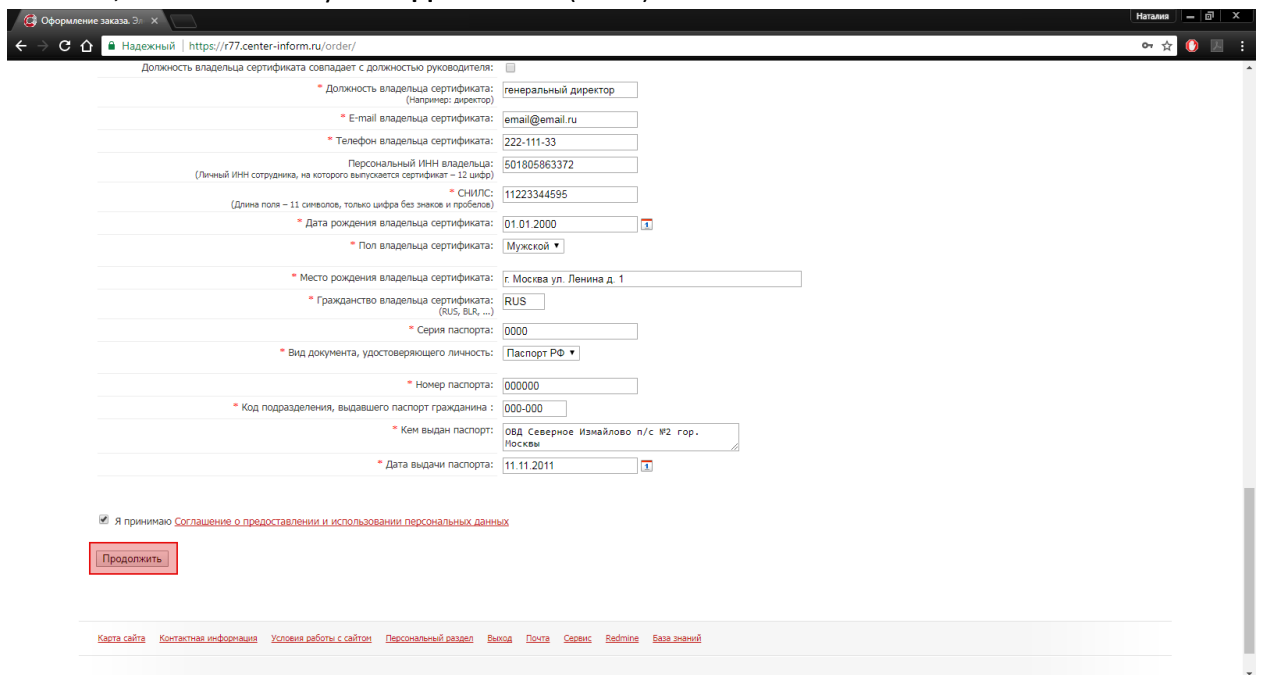 Оформление заказа. Эл
Наталия
Надежный | https://r77.center-inform.ru/order/
Должность владельца сертификата совпадает с должностью руководителя:
* Должность владельца сертификата: генеральный директор
(Например: директор)
* E-mail владельца сертификата: email@email.ru
* Телефон владельца сертификата: 222-111-33
Персональный ИНН владельца: 501805863372
(Личный ИНН сотрудника, на которого выпускается сертификат – 12 цифр)
* СНИЛС: 11223344595
(Длина поля – 11 символов, только цифра без знаков и пробелов)
* Дата рождения владельца сертификата: 01.01.2000
* Пол владельца сертификата: Мужской
* Место рождения владельца сертификата: г. Москва ул. Ленина д. 1
* Гражданство владельца сертификата: RUS
(RUS, BLR, ...)
* Серия паспорта: 0000
* Вид документа, удостоверяющего личность: Паспорт РФ
* Номер паспорта: 000000
* Код подразделения, выдавшего паспорт гражданина : 000-000
* Кем выдан паспорт: ОВД Северное Измайлово п/с №2 гор.
Москвы
* Дата выдачи паспорта: 11.11.2011
Я принимаю Соглашение о предоставлении и использовании персональных данных
Продолжить
Карта сайта Контактная информация Условия работы с сайтом Персональный раздел Выход Почта Сервис Redmine База знаний